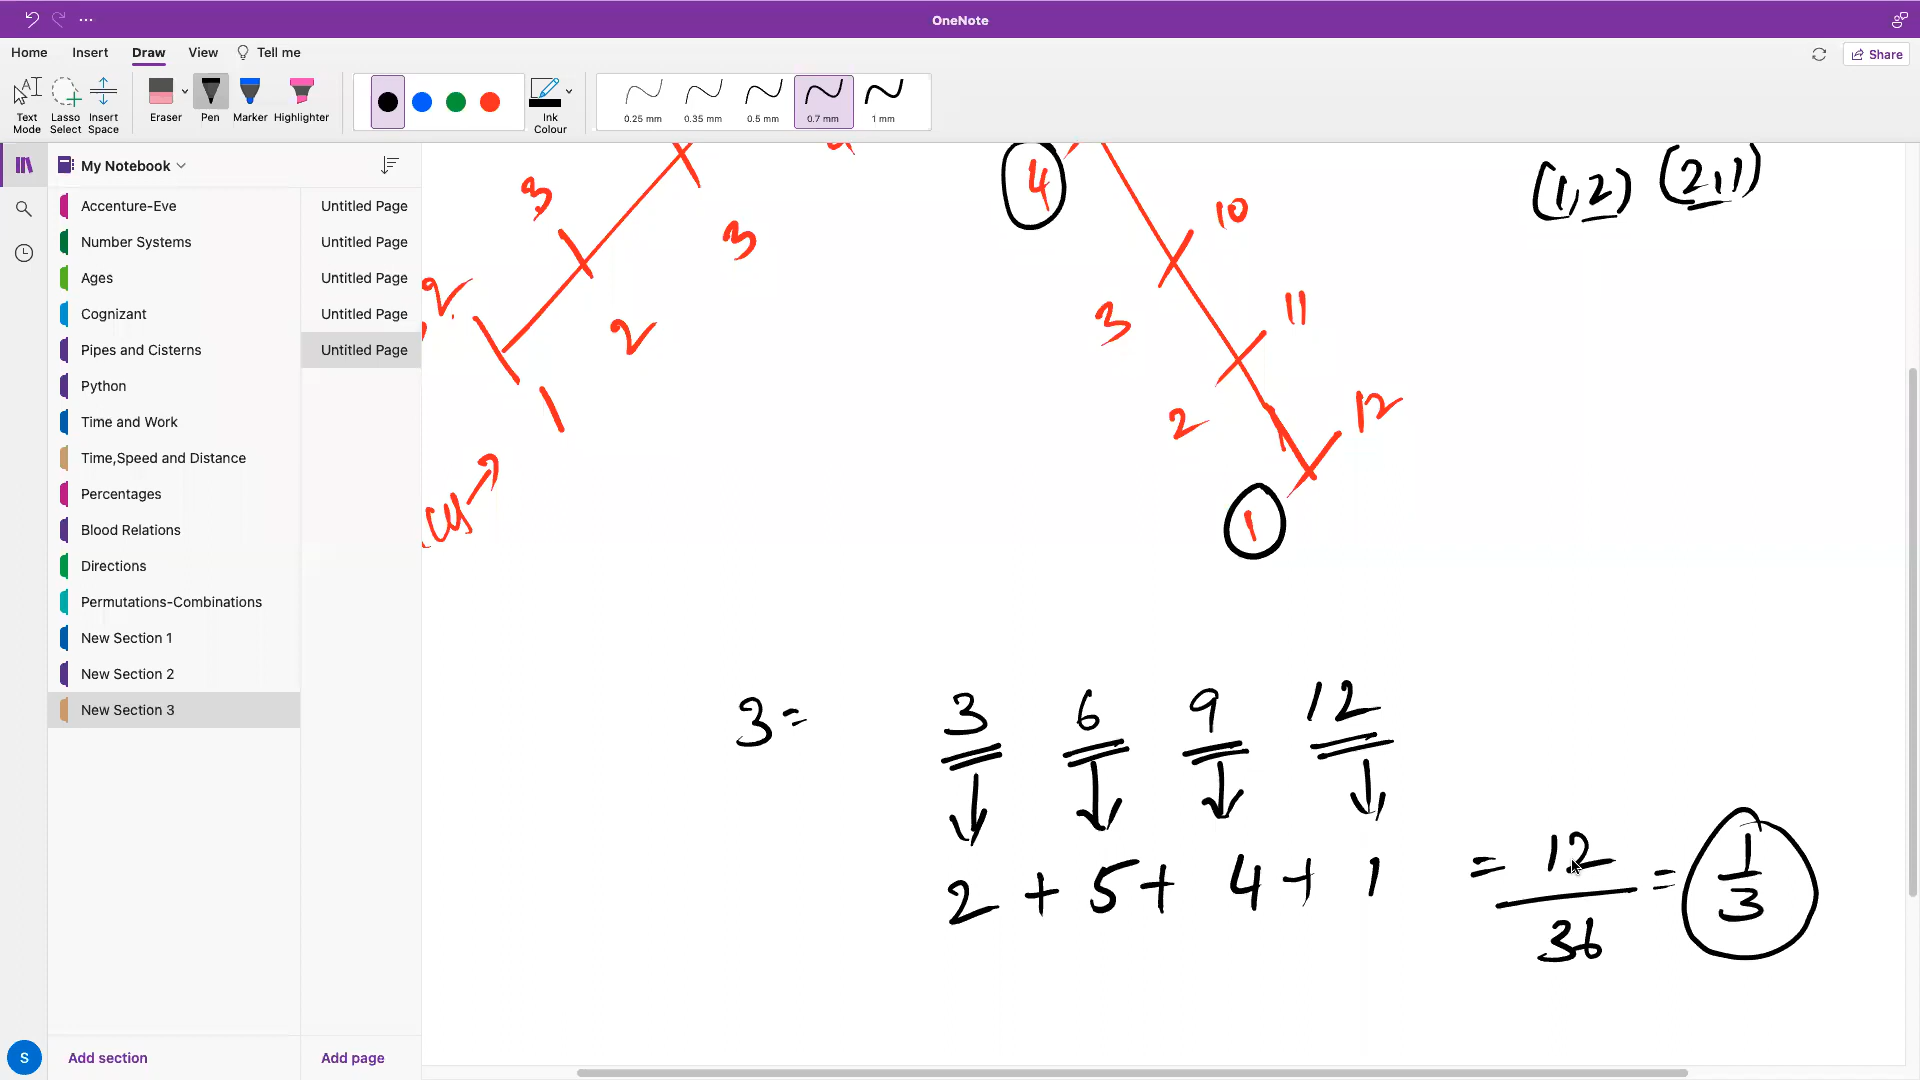 OneNote
Home Insert Draw View Tell me Share
Text Mode Lasso Select Insert Space Eraser Pen Marker Highlighter Ink Colour 0.25 mm 0.35 mm 0.5 mm 0.7 mm 1 mm
My Notebook
Accenture-Eve
Number Systems
Ages
Cognizant
Pipes and Cisterns
Python
Time and Work
Time,Speed and Distance
Percentages
Blood Relations
Directions
Permutations-Combinations
New Section 1
New Section 2
New Section 3
Untitled Page
Untitled Page
Untitled Page
Untitled Page
Untitled Page
S
Add section
Add page
3
3
2
2
1
4
10
3
11
2
12
1
(1,2) (2,1)
3= 3 6 9 12
2 + 5 + 4 + 1 = 12/36 = 1/3